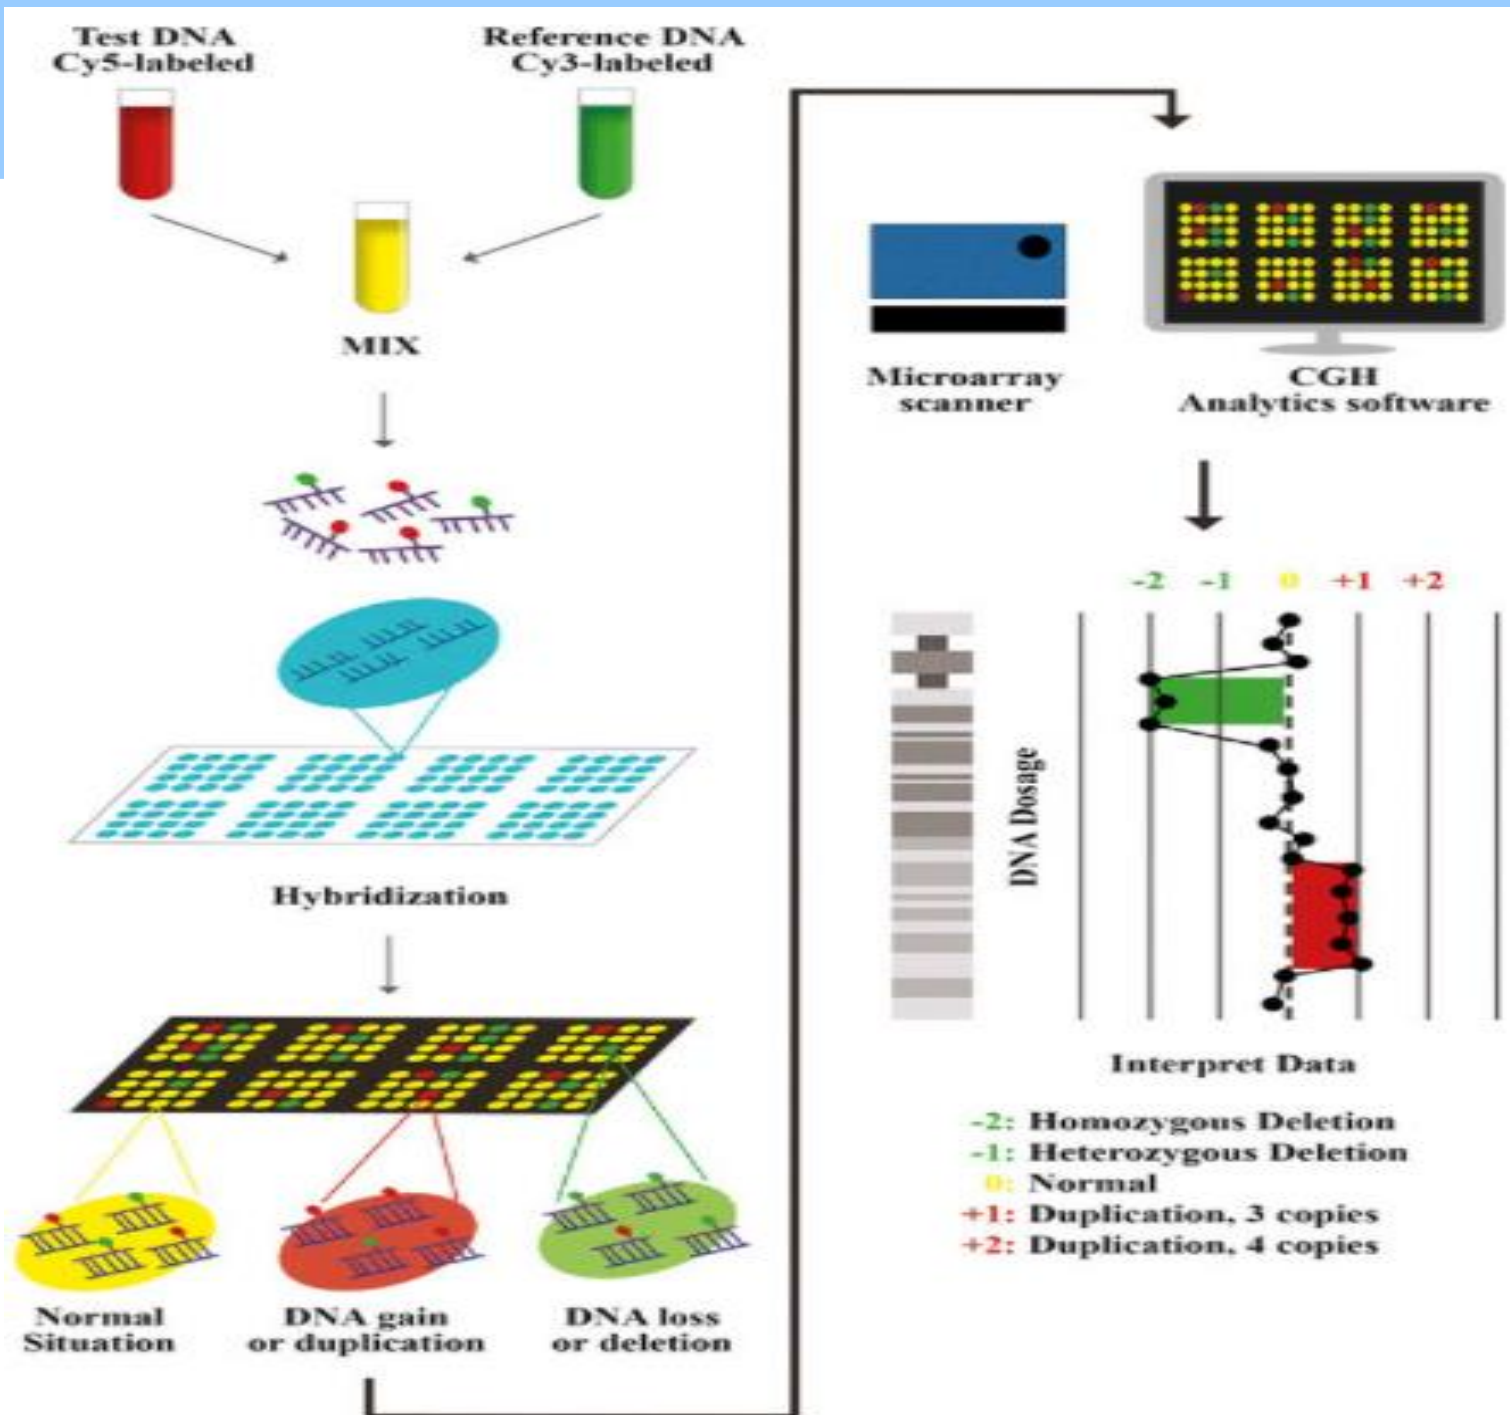 Test DNA
Cy5-labeled
Reference DNA
Cy3-labeled
MIX
Hybridization
Normal
Situation
DNA gain
or duplication
DNA loss
or deletion
Microarray
scanner
CGH
Analytics software
-2 -1 0 +1 +2
DNA Dosage
Interpret Data
-2: Homozygous Deletion
-1: Heterozygous Deletion
0: Normal
+1: Duplication, 3 copies
+2: Duplication, 4 copies